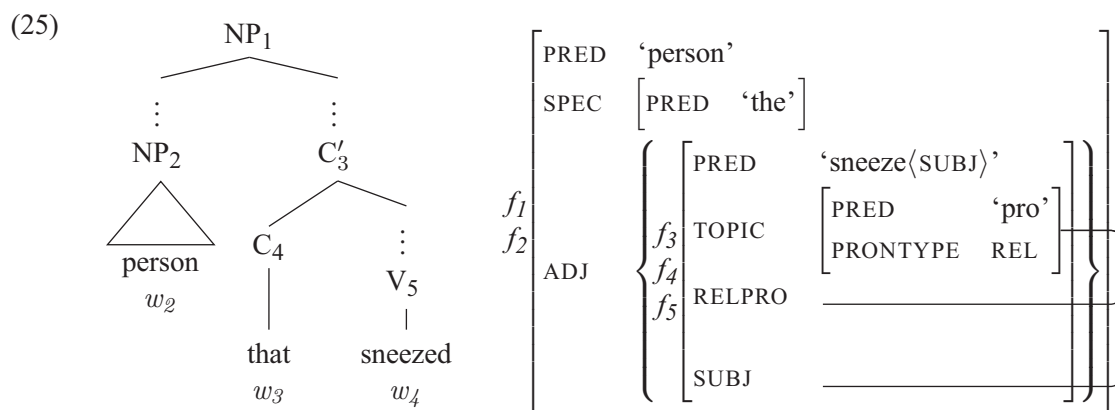 (25)
NP1
NP2 C′3
person C4 V5
w2
that sneezed
w3 w4
f1
f2
PRED ‘person’
SPEC [PRED ‘the’]
ADJ
f3
f4
f5
PRED ‘sneeze⟨SUBJ⟩’
TOPIC
PRED ‘pro’
PRONTYPE REL
RELPRO
SUBJ